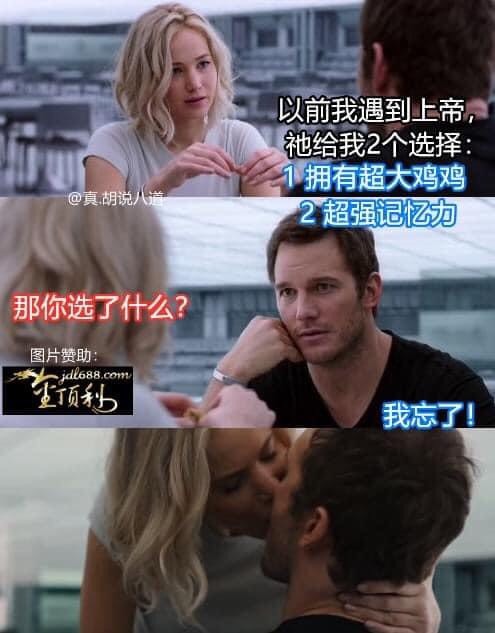 以前我遇到上帝，
祂给我2个选择：
1 拥有超大鸡鸡
2 超强记忆力
@真.胡说八道
那你选了什么？
图片赞助：
jdl688.com
金顶利
我忘了！